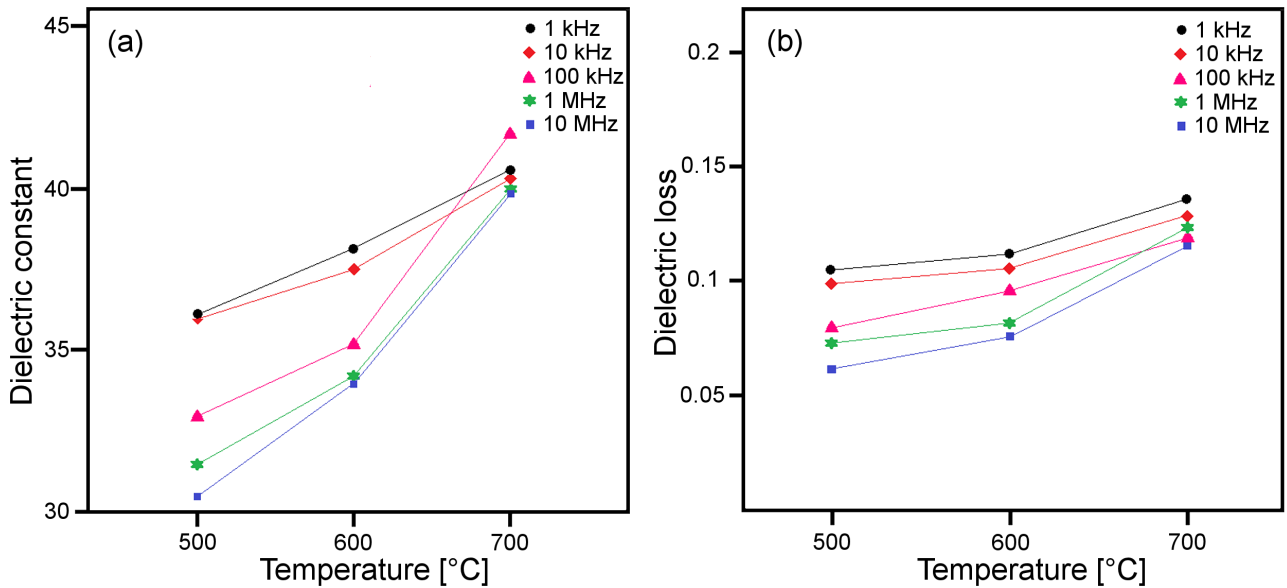 (a)
1 kHz
10 kHz
100 kHz
1 MHz
10 MHz
45
40
35
30
Dielectric constant
500 600 700
Temperature [°C]
(b)
1 kHz
10 kHz
100 kHz
1 MHz
10 MHz
0.2
0.15
0.1
0.05
Dielectric loss
500 600 700
Temperature [°C]